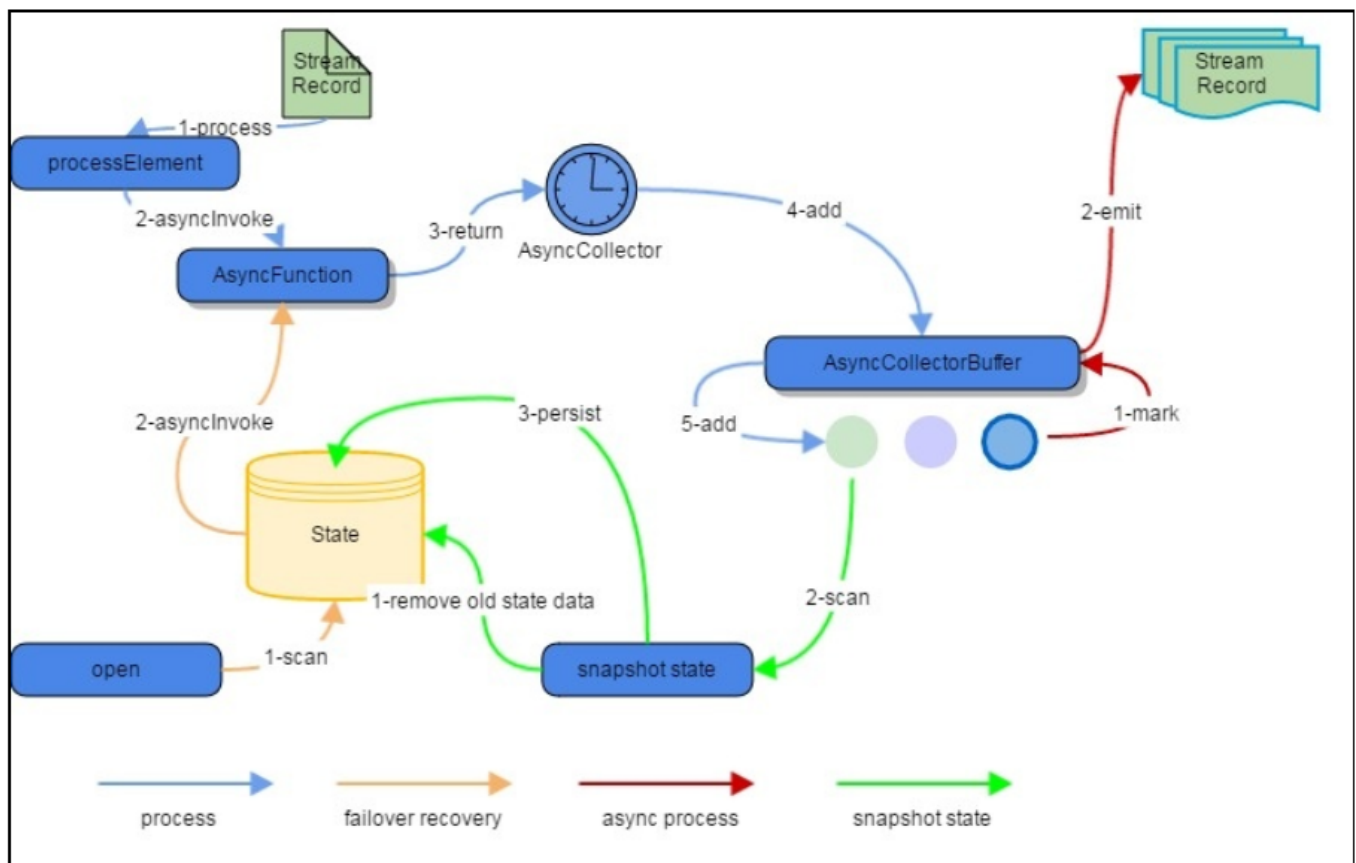 Stream
Record
Stream
Record
1-process
processElement
2-asyncInvoke
3-return
4-add
2-emit
AsyncCollector
AsyncFunction
AsyncCollectorBuffer
2-asyncInvoke
3-persist
5-add
1-mark
State
1-remove old state data
2-scan
1-scan
open
snapshot state
process
failover recovery
async process
snapshot state